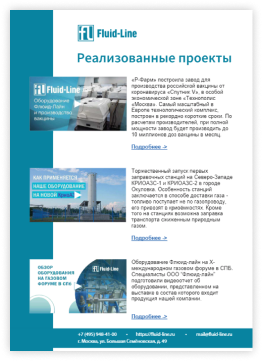 Fluid-Line
Реализованные проекты
Fluid-Line
Оборудование
Флюид-Лайн
и производство
вакцины
«Р-Фарм» построила завод для
производства российской вакцины от
коронавируса «Спутник V», в особой
экономической зоне «Технополис
«Москва». Самый масштабный в
Европе технологический комплекс,
построен в рекордно короткие сроки. По
расчетам производителей, при полной
мощности завод будет производить до
10 миллионов доз вакцины в месяц.
Подробнее ->
КАК ПРИМЕНЯЕТСЯ
НАШЕ ОБОРУДОВАНИЕ
НА НОВОЙ
Торжественный запуск первых
заправочных станций на Северо-Западе
КРИОАЗС-1 и КРИОАЗС-2 в городе
Окуловка. Особенность станций
заключается в способе доставки газа -
топливо поступает не по газопроводу,
его привозят в криоёмкостях. Кроме
того на станциях возможна заправка
транспорта сжиженным природным
газом.
Подробнее ->
Fluid-Line
ОБЗОР
ОБОРУДОВАНИЯ
НА ГАЗОВОМ
ФОРУМЕ В СПБ
Оборудование Флюид-лайн на X-
международном газовом форуме в СПБ.
Специалисты ООО "Флюид-лайн"
подготовили видеоотчет об
оборудовании, представленном на
выставке в состав которого входит
продукция нашей компании.
Подробнее ->
+7 (495) 948-41-00 • https://fluid-line.ru • mail@fluid-line.ru
г. Москва, ул. Большая Семёновская, д. 49